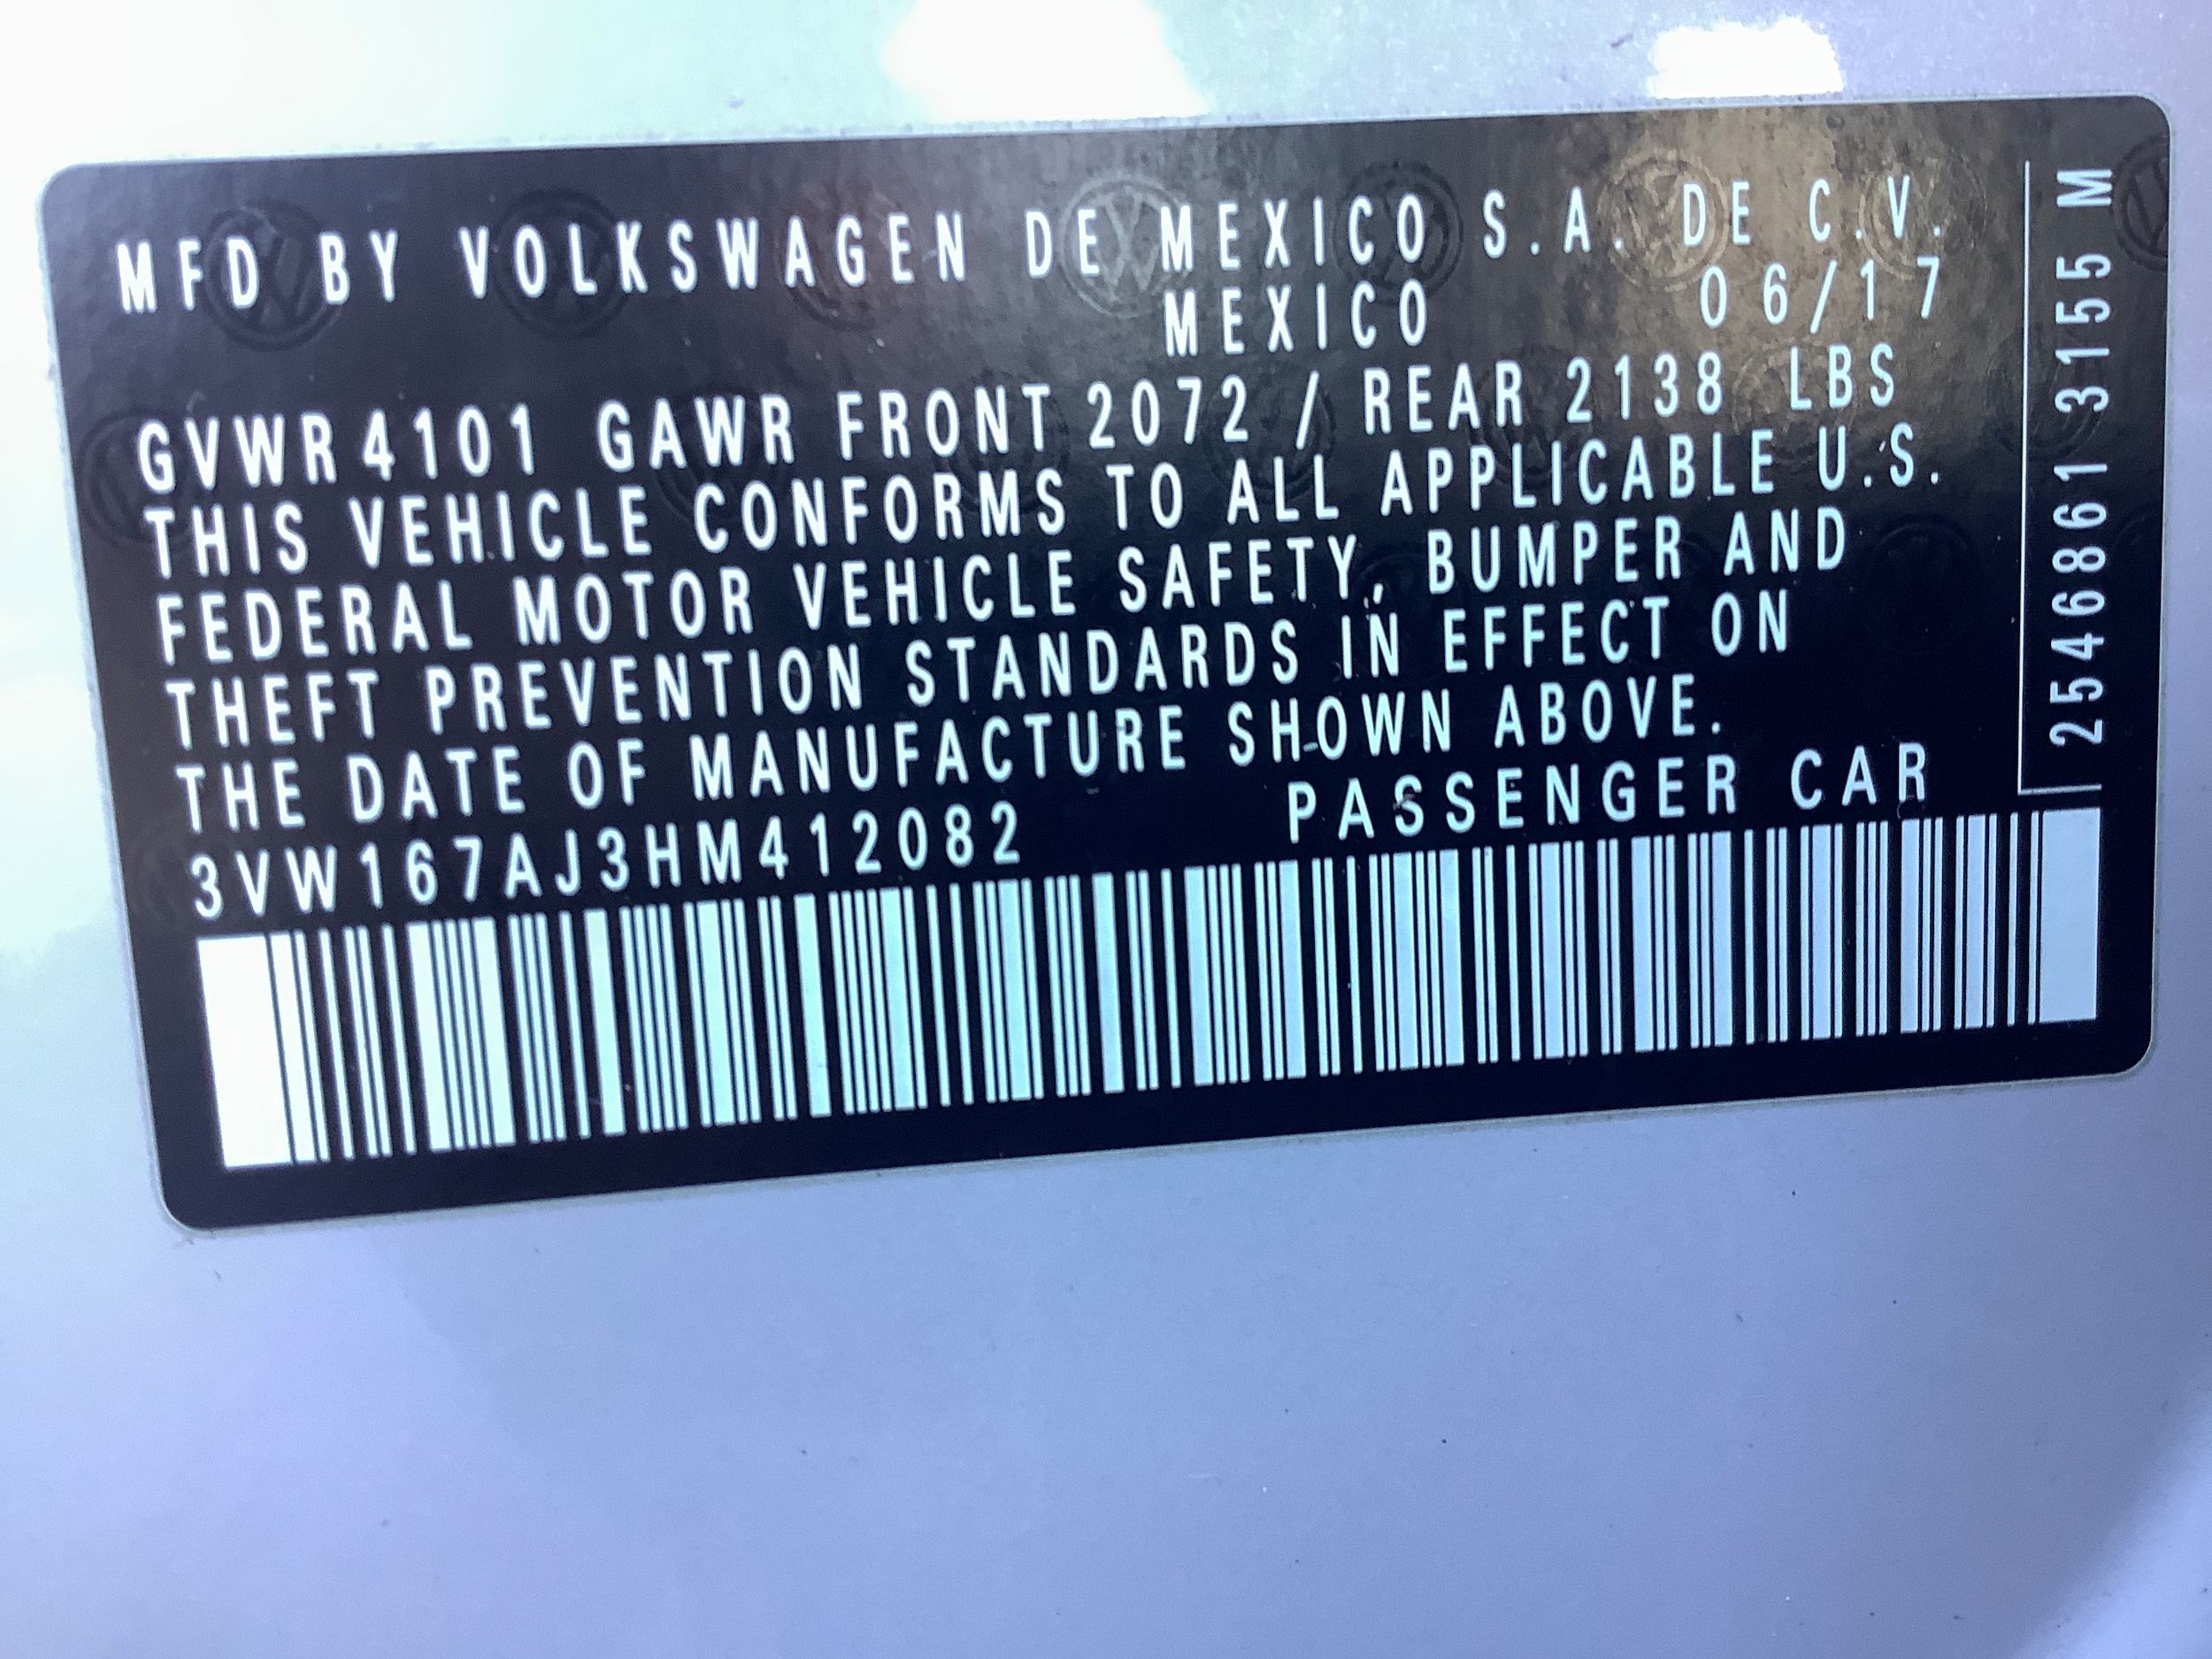 MFD BY VOLKSWAGEN DE MEXICO S.A. DE C.V.
MEXICO 06/17
GVWR 4101 GAWR FRONT 2072 / REAR 2138 LBS
THIS VEHICLE CONFORMS TO ALL APPLICABLE U.S.
FEDERAL MOTOR VEHICLE SAFETY, BUMPER AND
THEFT PREVENTION STANDARDS IN EFFECT ON
THE DATE OF MANUFACTURE SHOWN ABOVE.
3VW167AJ3HM412082 PASSENGER CAR
2546861 3155 M